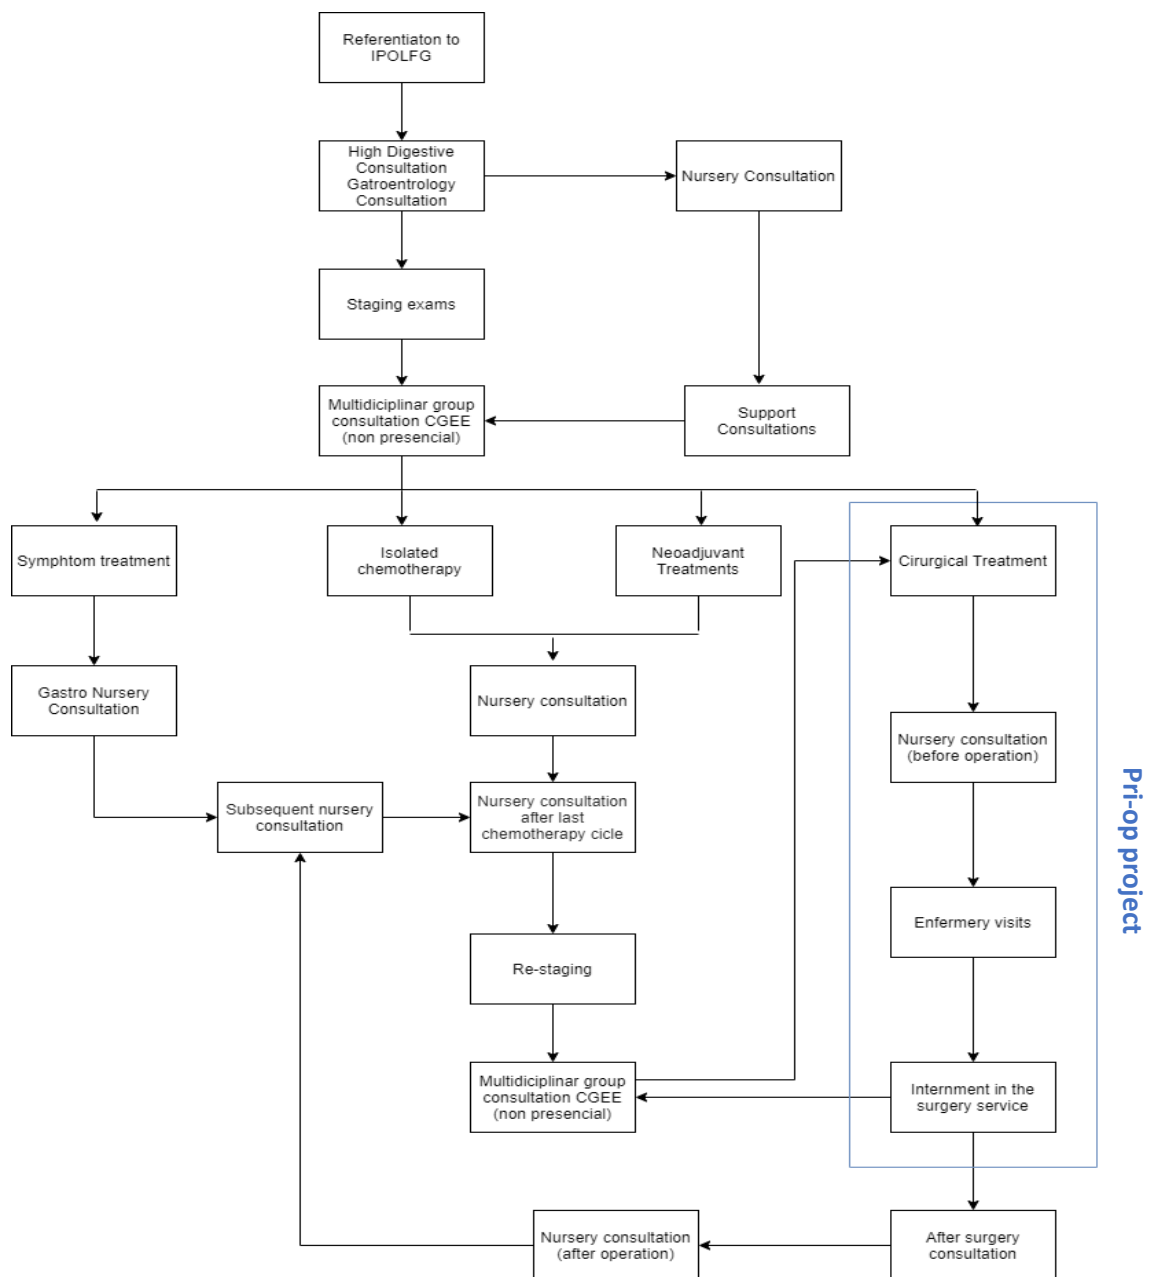 Referentiaton to
IPOLFG
High Digestive
Consultation
Gatroentrology
Consultation
Nursery Consultation
Staging exams
Multidiciplinar group
consultation CGEE
(non presencial)
Support
Consultations
Symphtom treatment
Isolated
chemotherapy
Neoadjuvant
Treatments
Cirurgical Treatment
Gastro Nursery
Consultation
Nursery consultation
Nursery consultation
(before operation)
Subsequent nursery
consultation
Nursery consultation
after last
chemotherapy cicle
Pri-op project
Enfermery visits
Re-staging
Multidiciplinar group
consultation CGEE
(non presencial)
Internment in the
surgery service
Nursery consultation
(after operation)
After surgery
consultation